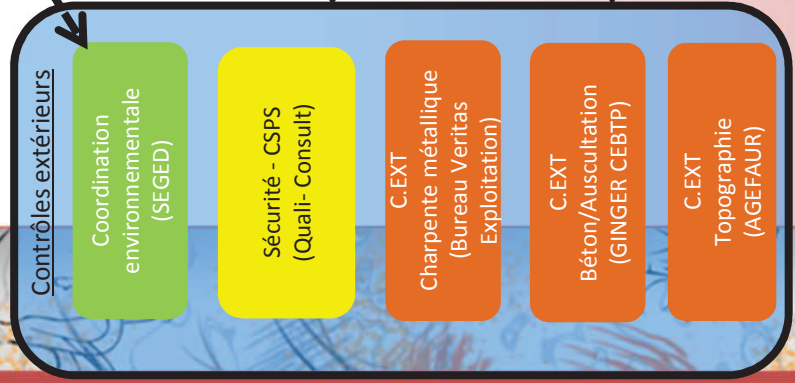 Contrôles extérieurs
Coordination
environnementale
(SEGED)
Sécurité - CSPS
(Quali- Consult)
C.EXT
Charpente métallique
(Bureau Veritas
Exploitation)
C.EXT
Béton/Auscultation
(GINGER CEBTP)
C.EXT
Topographie
(AGEFAUR)